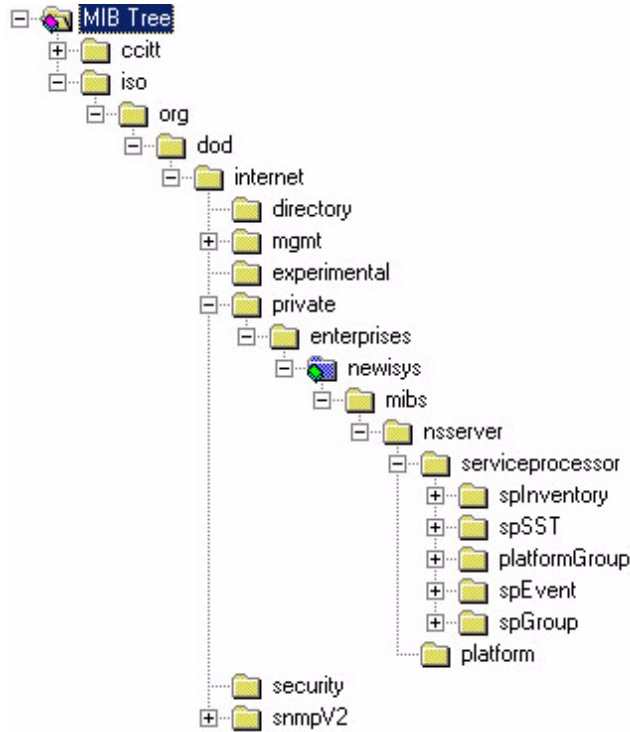 MIB Tree
ccitt
iso
org
dod
internet
directory
mgmt
experimental
private
enterprises
newisys
mibs
nsserver
serviceprocessor
spInventory
spSST
platformGroup
spEvent
spGroup
platform
security
snmpV2